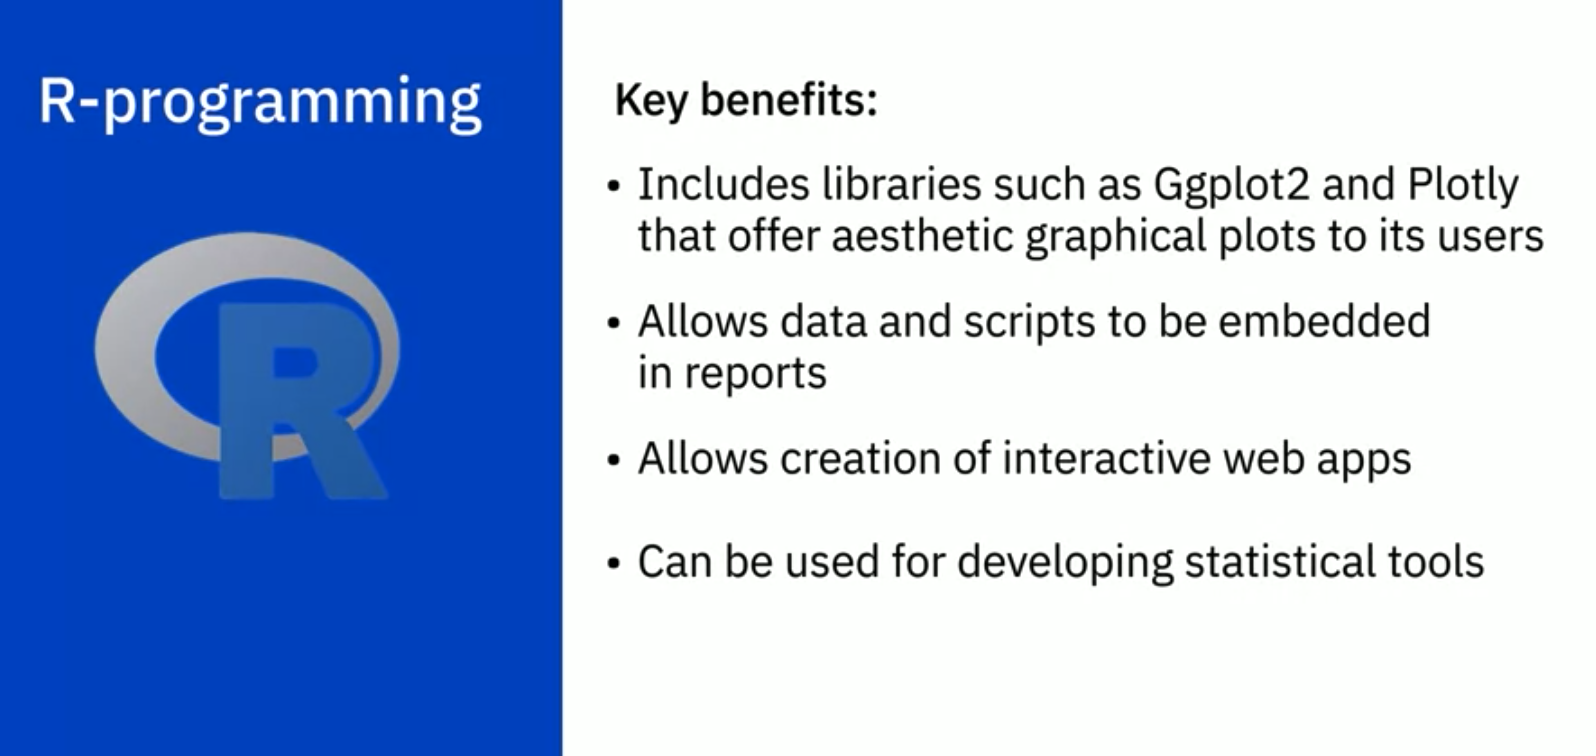 R-programming
R
Key benefits:
• Includes libraries such as Ggplot2 and Plotly
that offer aesthetic graphical plots to its users
• Allows data and scripts to be embedded
in reports
• Allows creation of interactive web apps
• Can be used for developing statistical tools